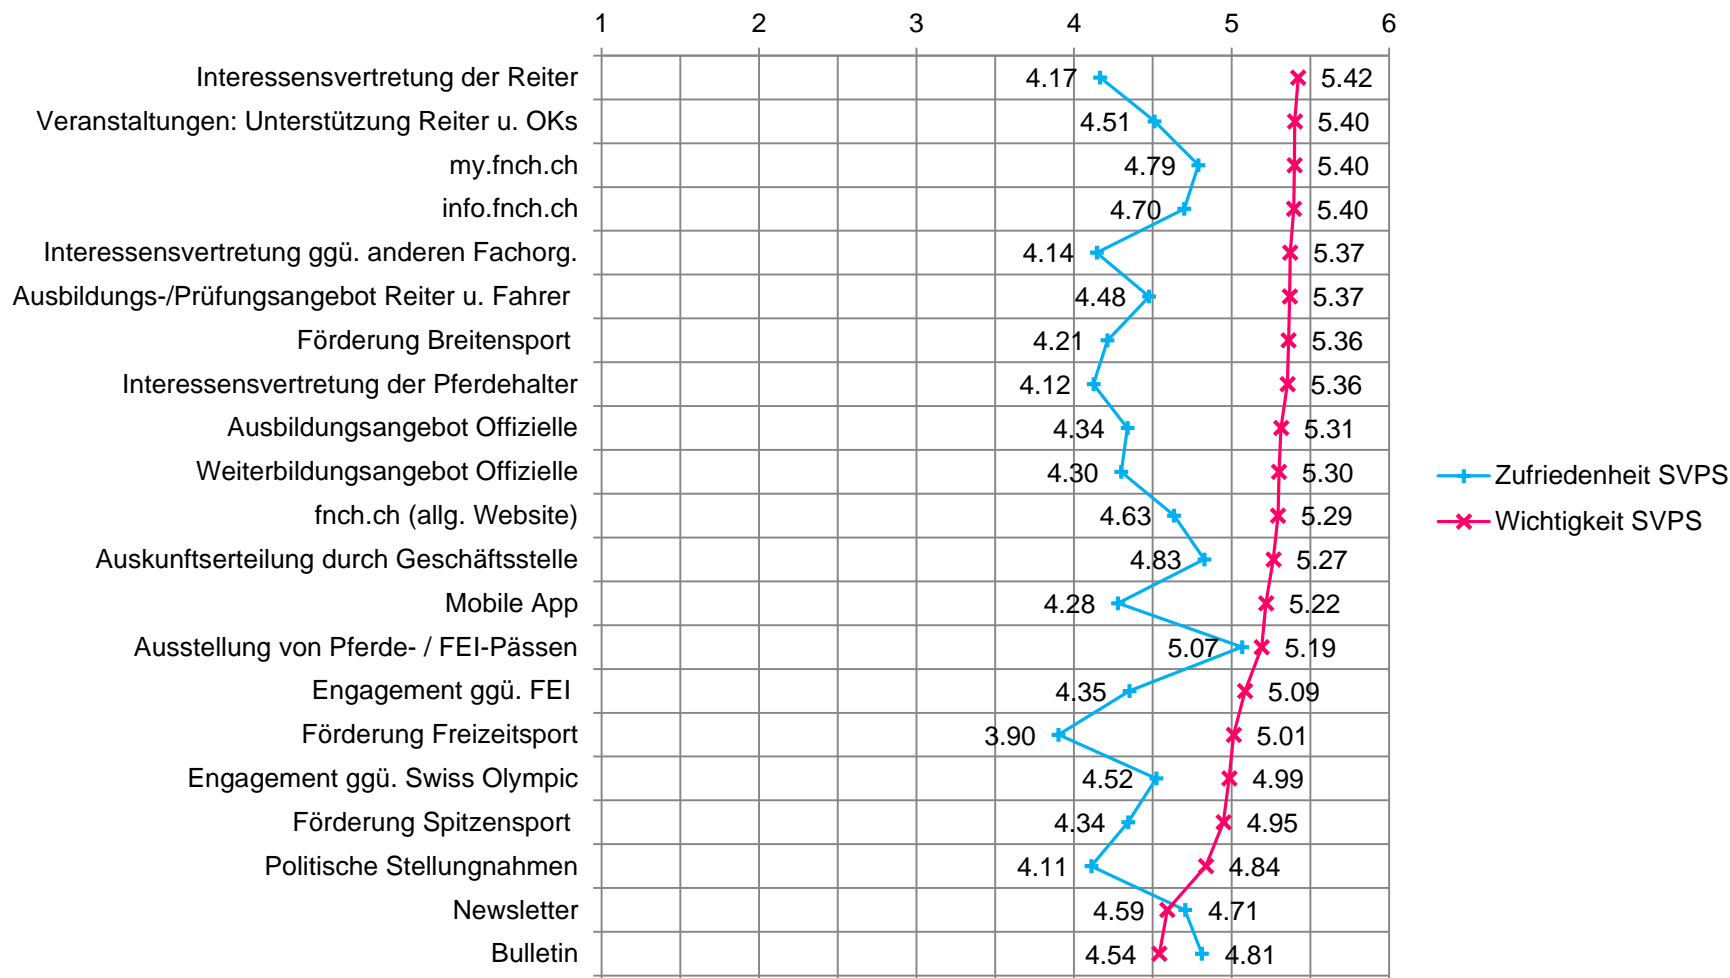 1 2 3 4 5 6
Interessensvertretung der Reiter 4.17 5.42
Veranstaltungen: Unterstützung Reiter u. OKs 4.51 5.40
my.fnch.ch 4.79 5.40
info.fnch.ch 4.70 5.40
Interessensvertretung ggü. anderen Fachorg. 4.14 5.37
Ausbildungs-/Prüfungsangebot Reiter u. Fahrer 4.48 5.37
Förderung Breitensport 4.21 5.36
Interessensvertretung der Pferdehalter 4.12 5.36
Ausbildungsangebot Offizielle 4.34 5.31
Weiterbildungsangebot Offizielle 4.30 5.30
fnch.ch (allg. Website) 4.63 5.29
Auskunftserteilung durch Geschäftsstelle 4.83 5.27
Mobile App 4.28 5.22
Ausstellung von Pferde- / FEI-Pässen 5.07 5.19
Engagement ggü. FEI 4.35 5.09
Förderung Freizeitsport 3.90 5.01
Engagement ggü. Swiss Olympic 4.52 4.99
Förderung Spitzensport 4.34 4.95
Politische Stellungnahmen 4.11 4.84
Newsletter 4.59 4.71
Bulletin 4.54 4.81
Zufriedenheit SVPS
Wichtigkeit SVPS